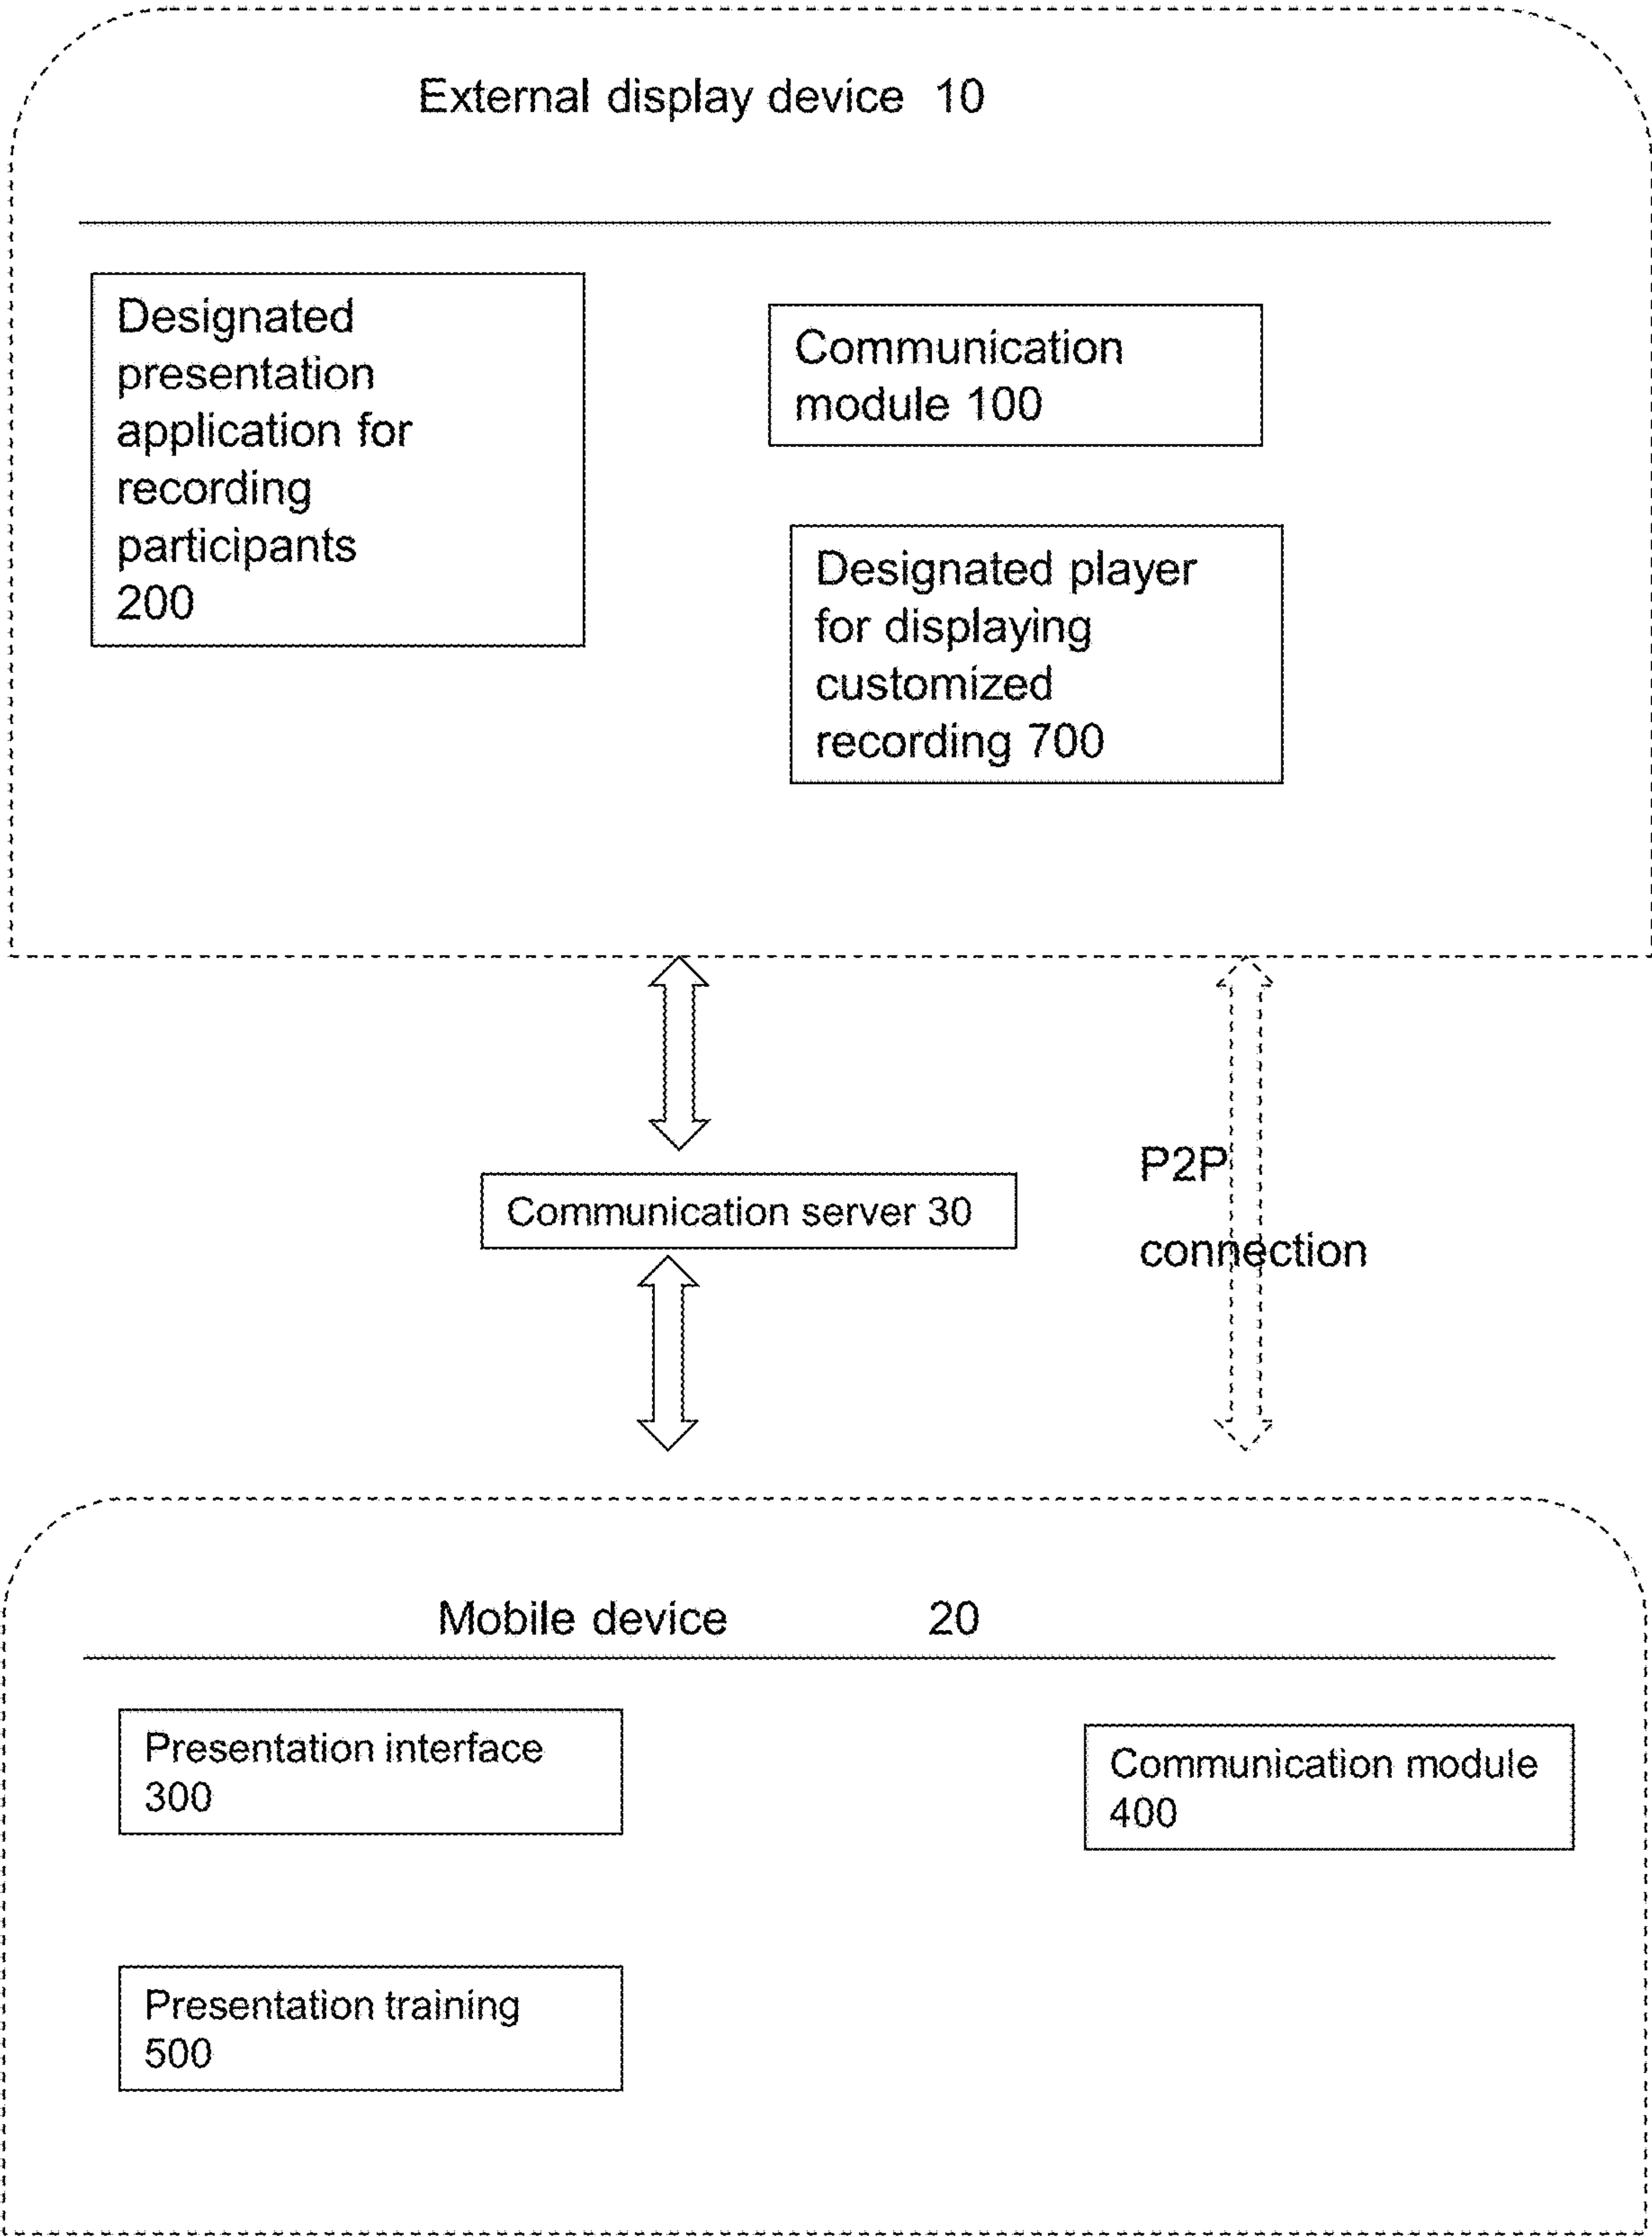 External display device 10
Designated
presentation
application for
recording
participants
200
Communication
module 100
Designated player
for displaying
customized
recording 700
Communication server 30
P2P
connection
Mobile device 20
Presentation interface
300
Communication module
400
Presentation training
500